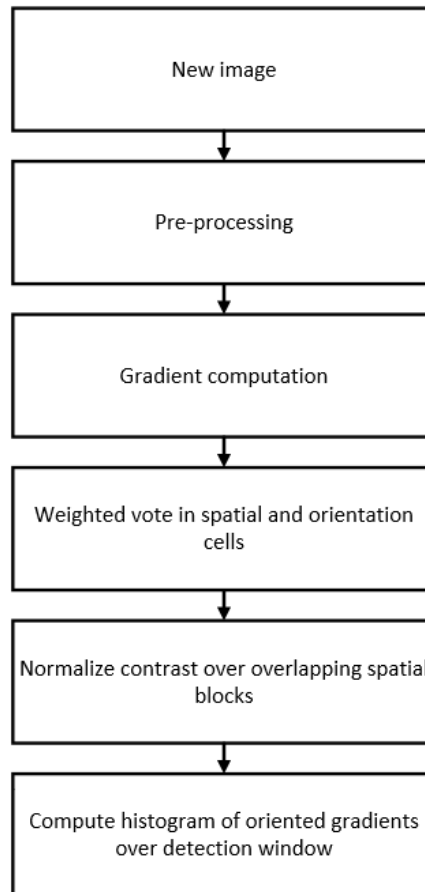 New image
Pre-processing
Gradient computation
Weighted vote in spatial and orientation
cells
Normalize contrast over overlapping spatial
blocks
Compute histogram of oriented gradients
over detection window